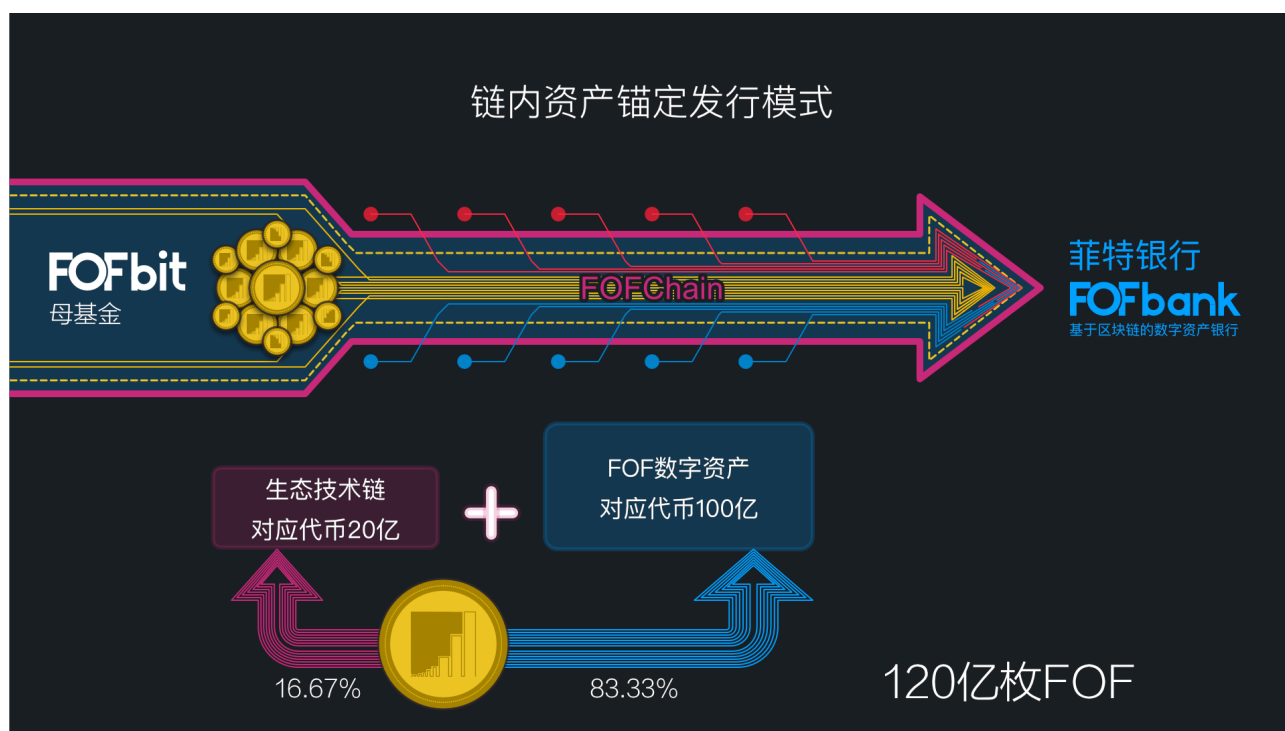 链内资产锚定发行模式
FOFbit
母基金
FOFChain
菲特银行
FOFbank
基于区块链的数字资产银行
生态技术链
对应代币20亿
FOF数字资产
对应代币100亿
16.67%
83.33%
120亿枚FOF